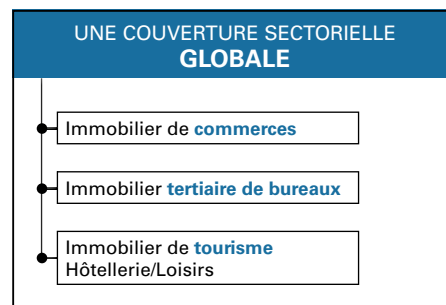 UNE COUVERTURE SECTORIELLE
GLOBALE
Immobilier de commerces
Immobilier tertiaire de bureaux
Immobilier de tourisme
Hôtellerie/Loisirs